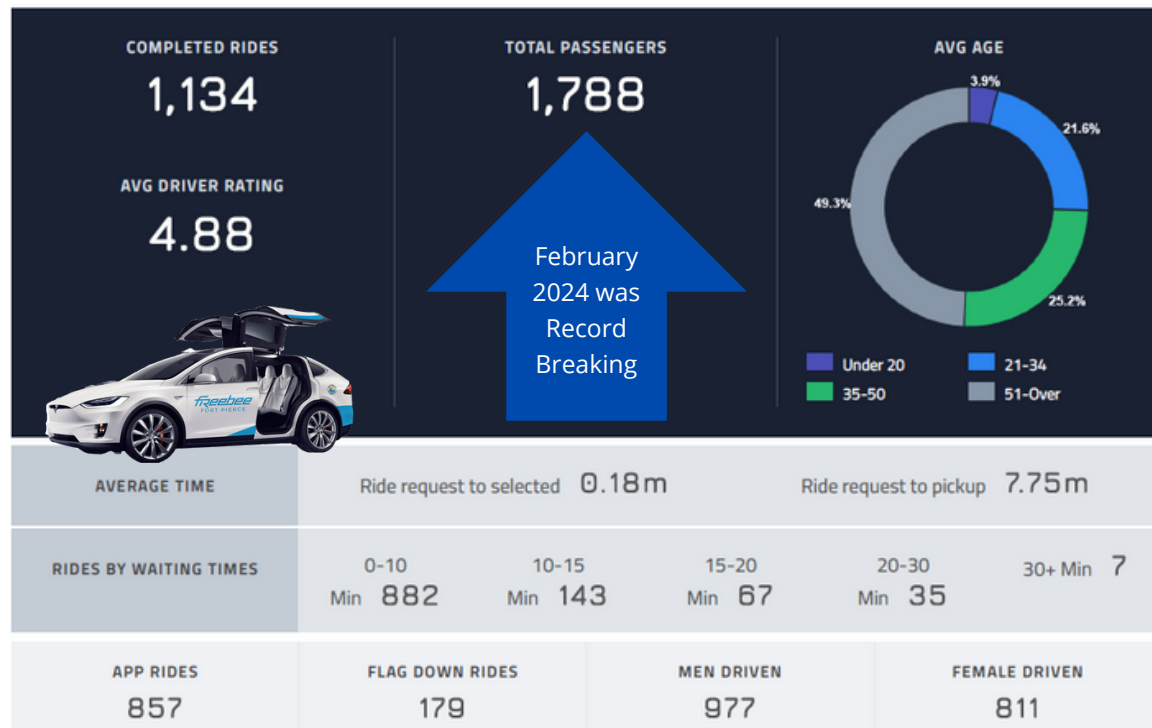 COMPLETED RIDES
1,134
AVG DRIVER RATING
4.88
TOTAL PASSENGERS
1,788
February
2024 was
Record
Breaking
AVG AGE
3.9%
21.6%
49.3%
25.2%
Under 20
21-34
35-50
51-Over
freebee
FORT PIERCE
AVERAGE TIME
Ride request to selected 0.18m
Ride request to pickup 7.75m
RIDES BY WAITING TIMES
0-10
Min 882
10-15
Min 143
15-20
Min 67
20-30
Min 35
30+ Min 7
APP RIDES
857
FLAG DOWN RIDES
179
MEN DRIVEN
977
FEMALE DRIVEN
811